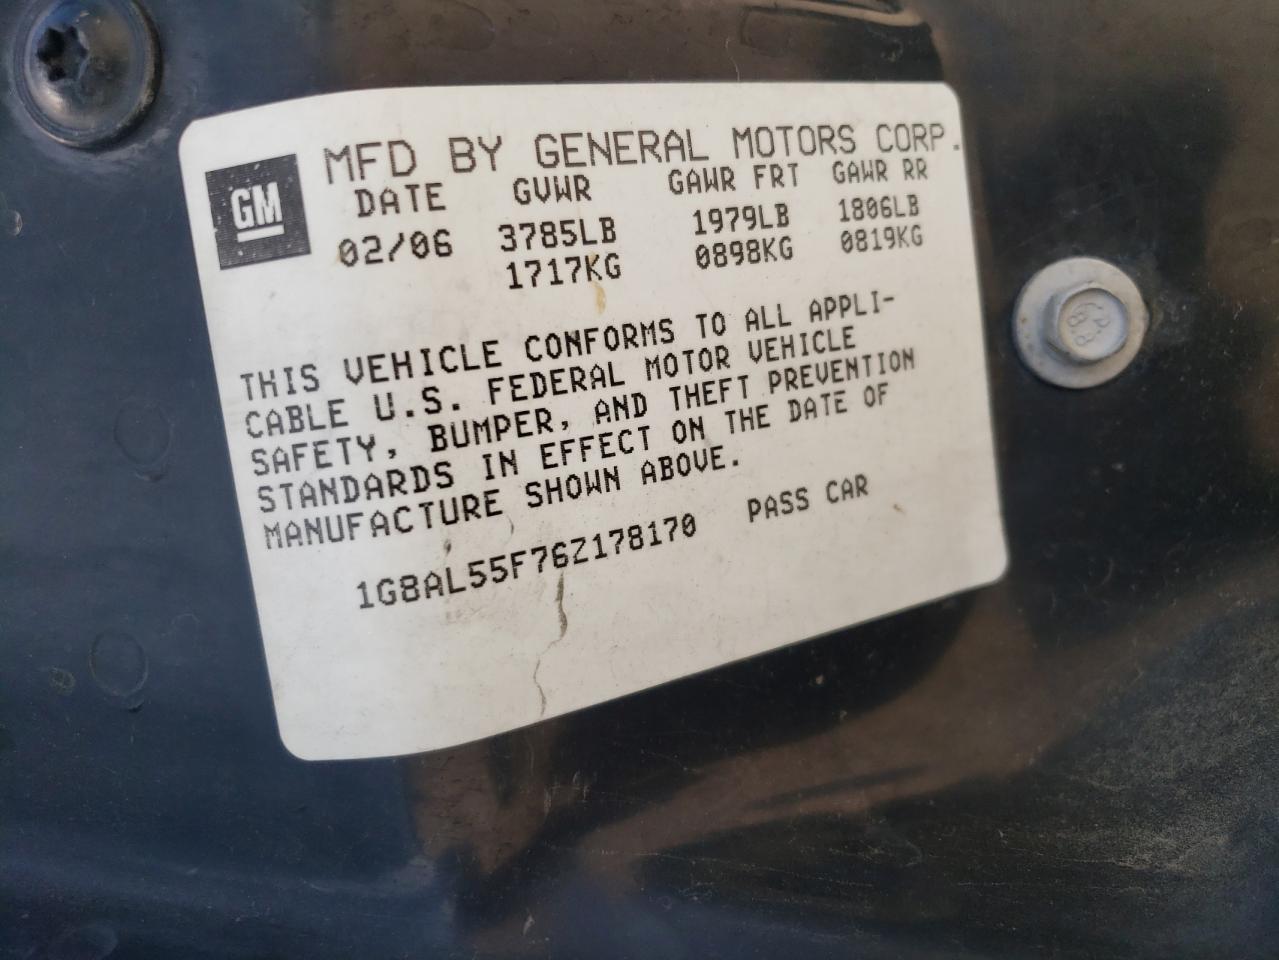 GM
MFD BY GENERAL MOTORS CORP.
DATE GVWR GAWR FRT GAWR RR
02/06 3785LB 1979LB 1806LB
1717KG 0898KG 0819KG
THIS VEHICLE CONFORMS TO ALL APPLI-
CABLE U.S. FEDERAL MOTOR VEHICLE
SAFETY, BUMPER, AND THEFT PREVENTION
STANDARDS IN EFFECT ON THE DATE OF
MANUFACTURE SHOWN ABOVE.
1G8AL55F76Z178170 PASS CAR